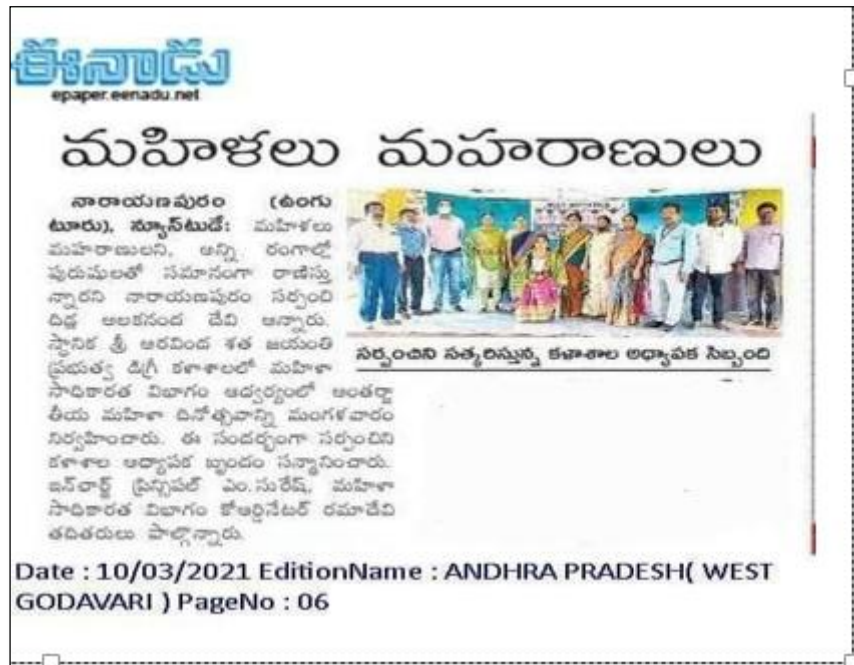 ఈనాడు
epaper.eenadu.net
మహిళలు మహరాణులు
నారాయణపురం (ఉంగు
టూరు), న్యూస్‌టుడే: మహిళలు
మహరాణులని, అన్ని రంగాల్లో
పురుషులతో సమానంగా రాణిస్తు
న్నారని నారాయణపురం సర్పంచి
దిడ్ల అలకనంద దేవి అన్నారు.
స్థానిక శ్రీ అరవింద శత జయంతి
ప్రభుత్వ డిగ్రీ కళాశాలలో మహిళా
సాధికారత విభాగం ఆధ్వర్యంలో అంతర్జా
తీయ మహిళా దినోత్సవాన్ని మంగళవారం
నిర్వహించారు. ఈ సందర్భంగా సర్పంచిని
కళాశాల అధ్యాపక బృందం సన్మానించారు.
ఇన్‌ఛార్జ్ ప్రిన్సిపల్ ఎం.సురేష్, మహిళా
సాధికారత విభాగం కోఆర్డినేటర్ రమాదేవి
తదితరులు పాల్గొన్నారు.
సర్పంచిని సత్కరిస్తున్న కళాశాల అధ్యాపక సిబ్బంది
Date : 10/03/2021 EditionName : ANDHRA PRADESH( WEST
GODAVARI ) PageNo : 06